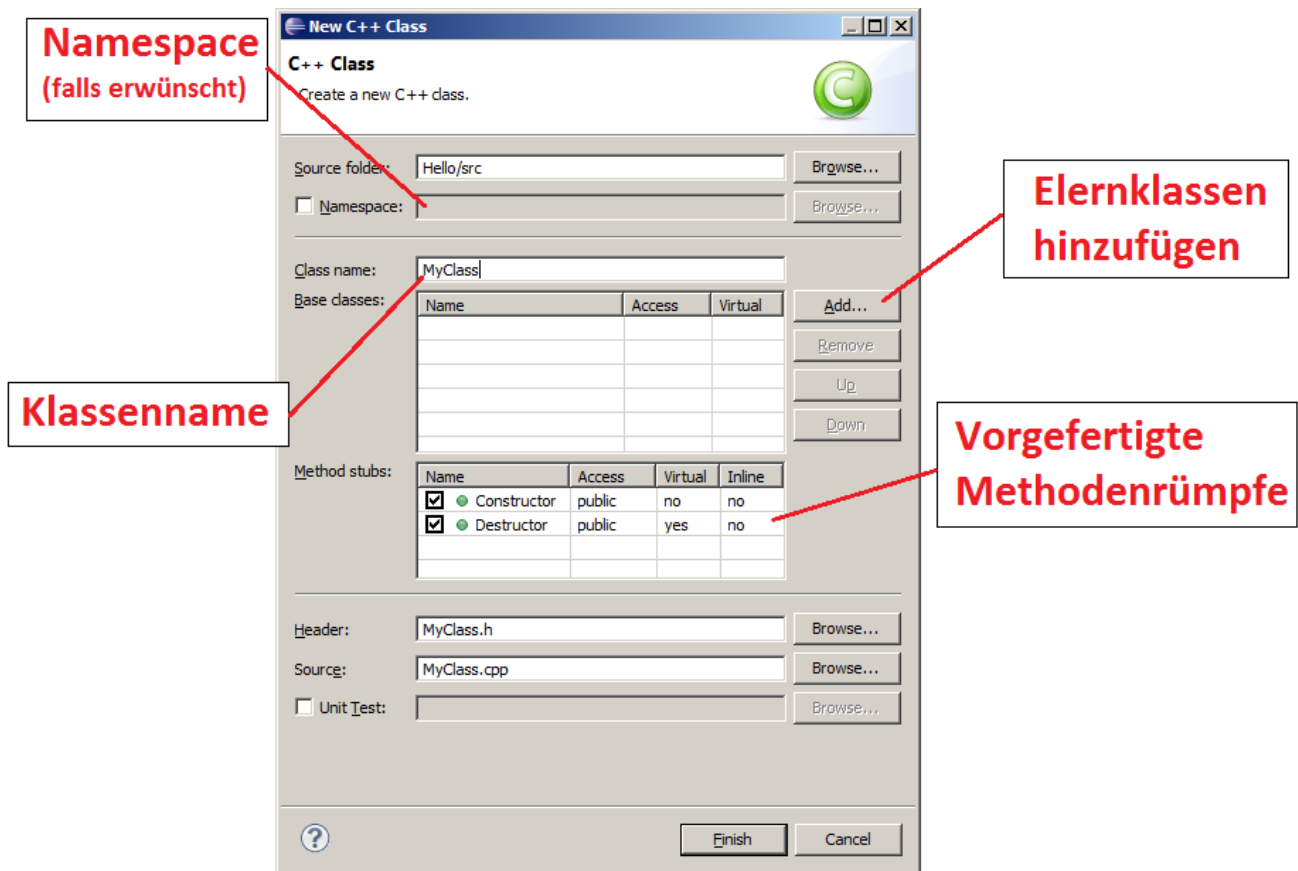 Namespace
(falls erwünscht)
New C++ Class
C++ Class
Create a new C++ class.
Source folder: Hello/src Browse...
Namespace: Browse...
Elernklassen
hinzufügen
Class name: MyClass
Base classes: Name Access Virtual Add...
Remove
Up
Down
Klassenname
Vorgefertigte
Methodenrümpfe
Method stubs: Name Access Virtual Inline
Constructor public no no
Destructor public yes no
Header: MyClass.h Browse...
Source: MyClass.cpp Browse...
Unit Test: Browse...
? Finish Cancel